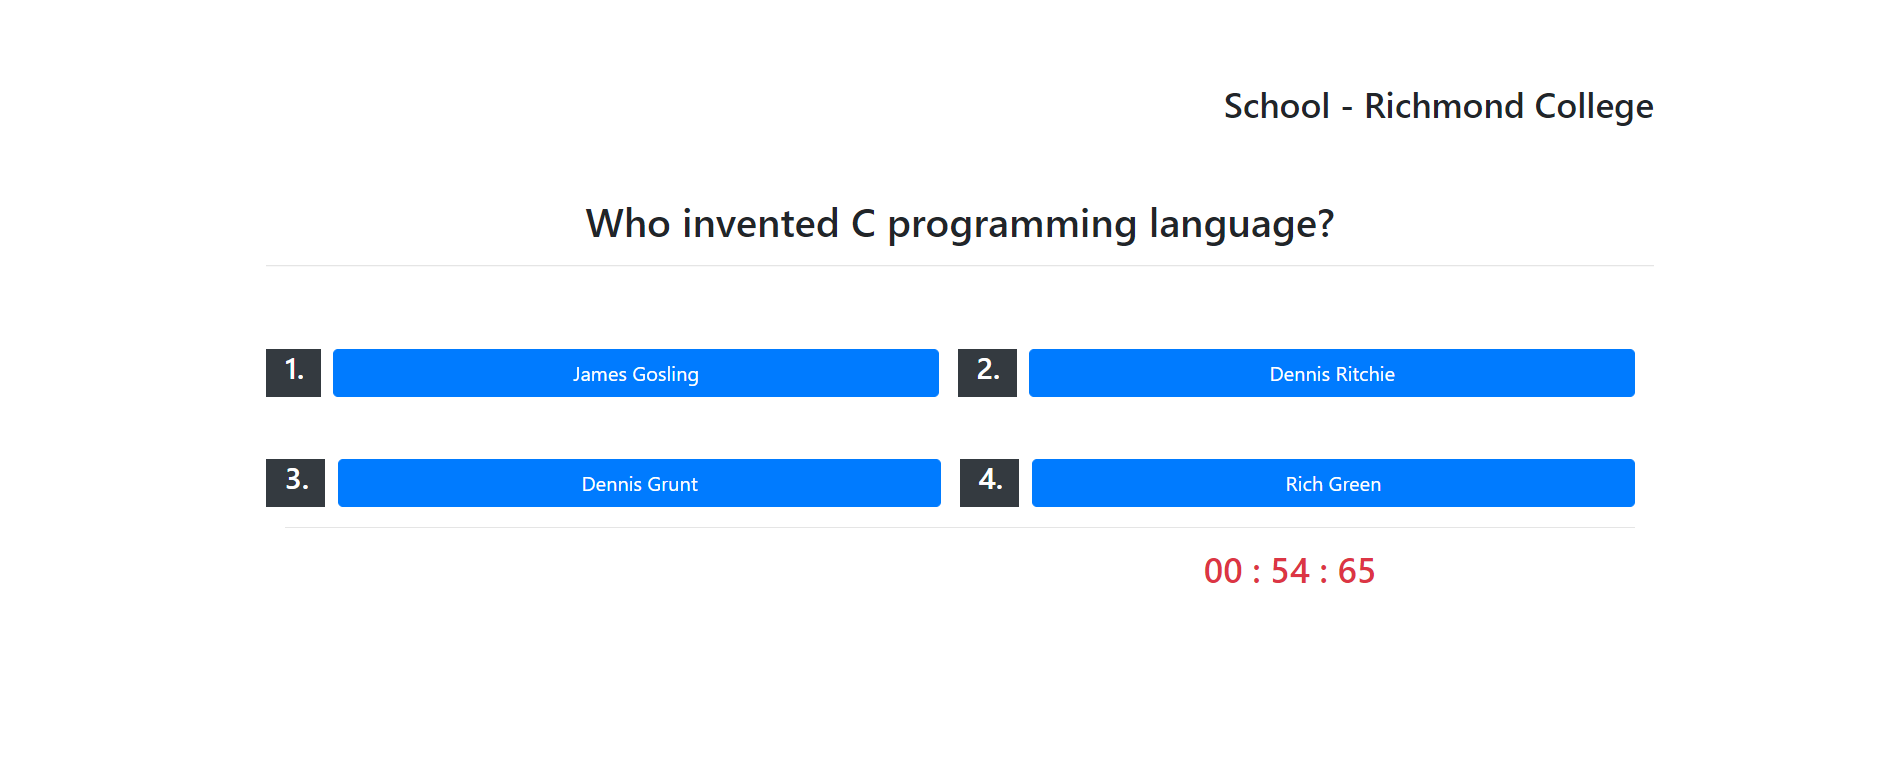 School - Richmond College
Who invented C programming language?
1. James Gosling
2. Dennis Ritchie
3. Dennis Grunt
4. Rich Green
00 : 54 : 65